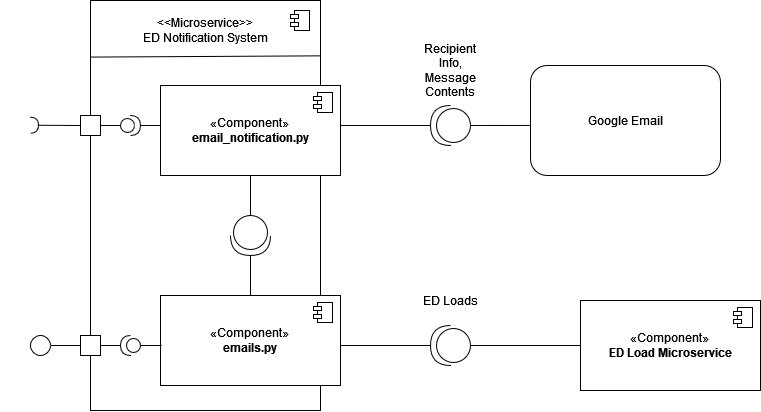 <<Microservice>>
ED Notification System
Recipient
Info,
Message
Contents
«Component»
email_notification.py
Google Email
«Component»
emails.py
ED Loads
«Component»
ED Load Microservice